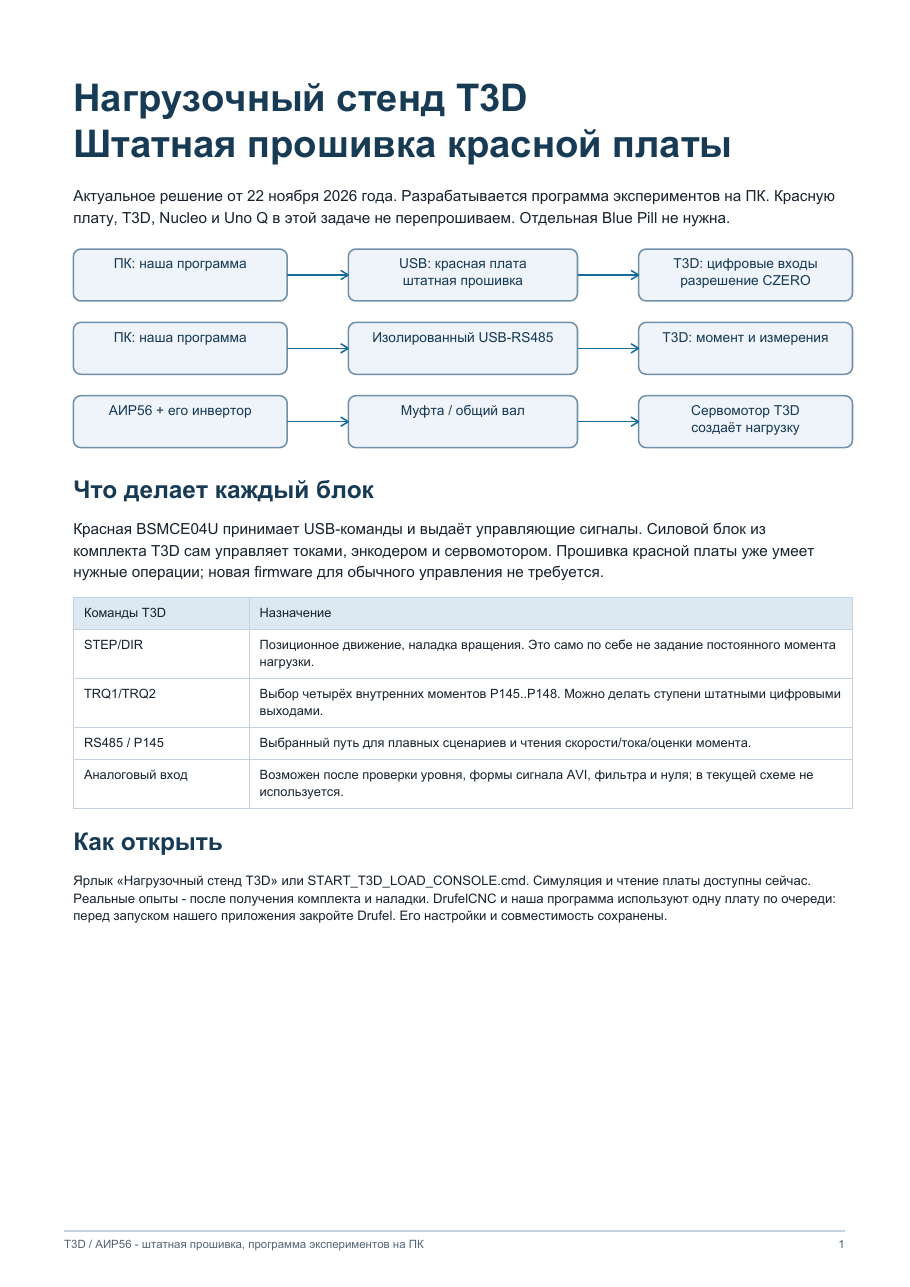 Нагрузочный стенд T3D
Штатная прошивка красной платы
Актуальное решение от 22 ноября 2026 года. Разрабатывается программа экспериментов на ПК. Красную
плату, T3D, Nucleo и Uno Q в этой задаче не перепрошиваем. Отдельная Blue Pill не нужна.
ПК: наша программа
USB: красная плата
штатная прошивка
T3D: цифровые входы
разрешение CZERO
ПК: наша программа
Изолированный USB-RS485
T3D: момент и измерения
АИР56 + его инвертор
Муфта / общий вал
Сервомотор T3D
создаёт нагрузку
Что делает каждый блок
Красная BSMCE04U принимает USB-команды и выдаёт управляющие сигналы. Силовой блок из
комплекта T3D сам управляет токами, энкодером и сервомотором. Прошивка красной платы уже умеет
нужные операции; новая firmware для обычного управления не требуется.
Команды T3D
Назначение
STEP/DIR
Позиционное движение, наладка вращения. Это само по себе не задание постоянного момента
нагрузки.
TRQ1/TRQ2
Выбор четырёх внутренних моментов P145..P148. Можно делать ступени штатными цифровыми
выходами.
RS485 / P145
Выбранный путь для плавных сценариев и чтения скорости/тока/оценки момента.
Аналоговый вход
Возможен после проверки уровня, формы сигнала AVI, фильтра и нуля; в текущей схеме не
используется.
Как открыть
Ярлык «Нагрузочный стенд T3D» или START_T3D_LOAD_CONSOLE.cmd. Симуляция и чтение платы доступны сейчас.
Реальные опыты - после получения комплекта и наладки. DrufelCNC и наша программа используют одну плату по очереди:
перед запуском нашего приложения закройте Drufel. Его настройки и совместимость сохранены.
T3D / АИР56 - штатная прошивка, программа экспериментов на ПК
1